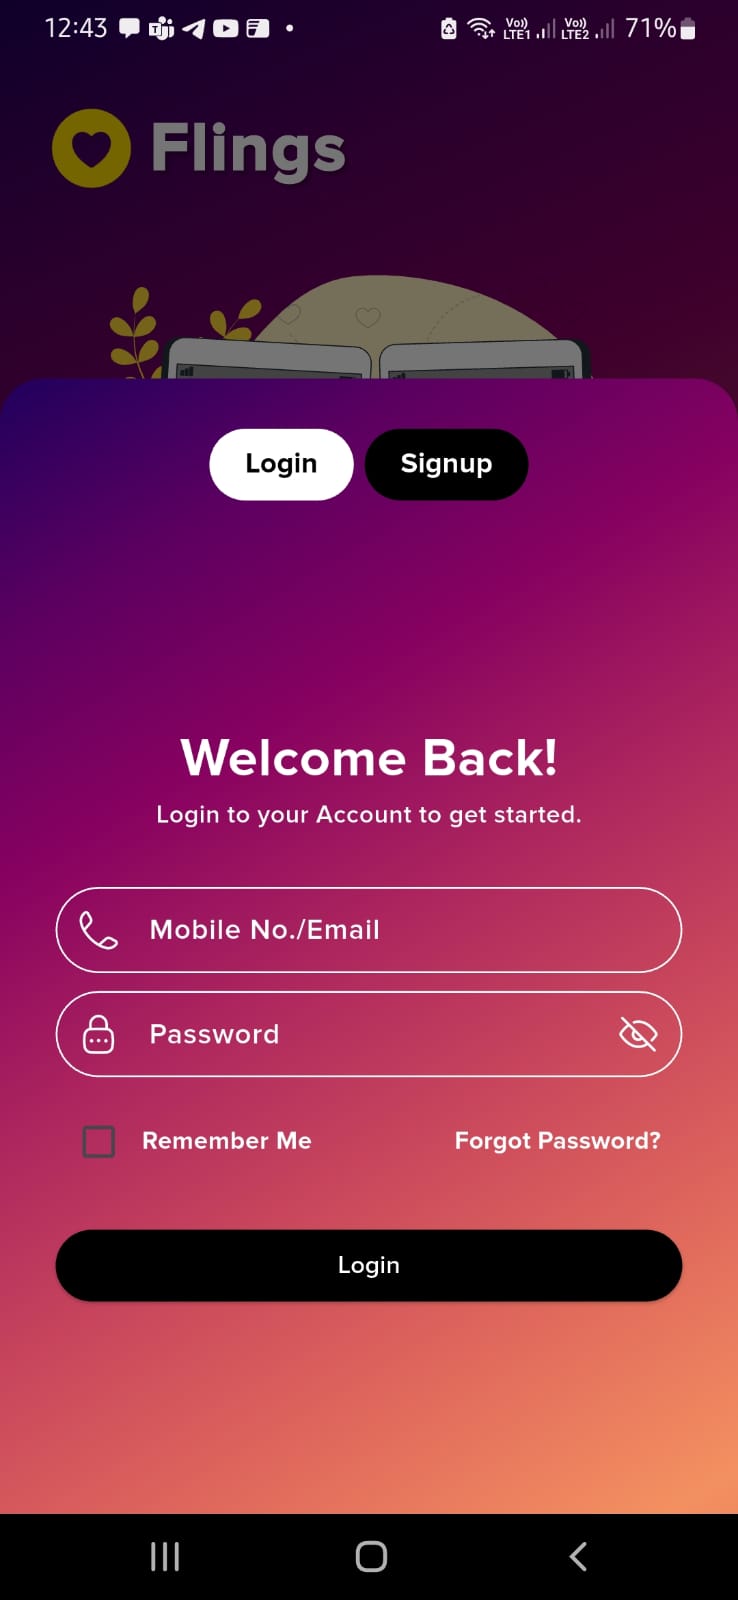 12:43 Vo)) LTE1 Vo)) LTE2 71%
Flings
Login Signup
Welcome Back!
Login to your Account to get started.
Mobile No./Email
Password
Remember Me Forgot Password?
Login